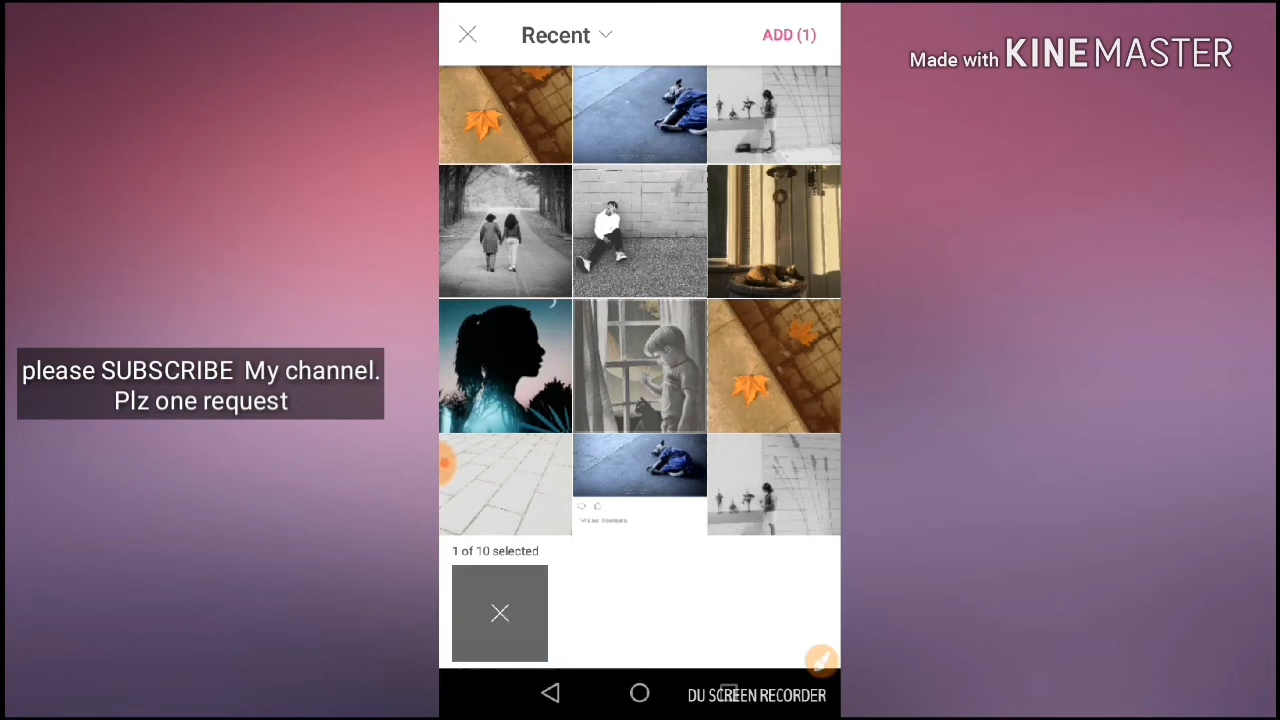 Recent
ADD (1)
Made with KINEMASTER
please SUBSCRIBE My channel.
Plz one request
1 of 10 selected
DU SCREEN RECORDER